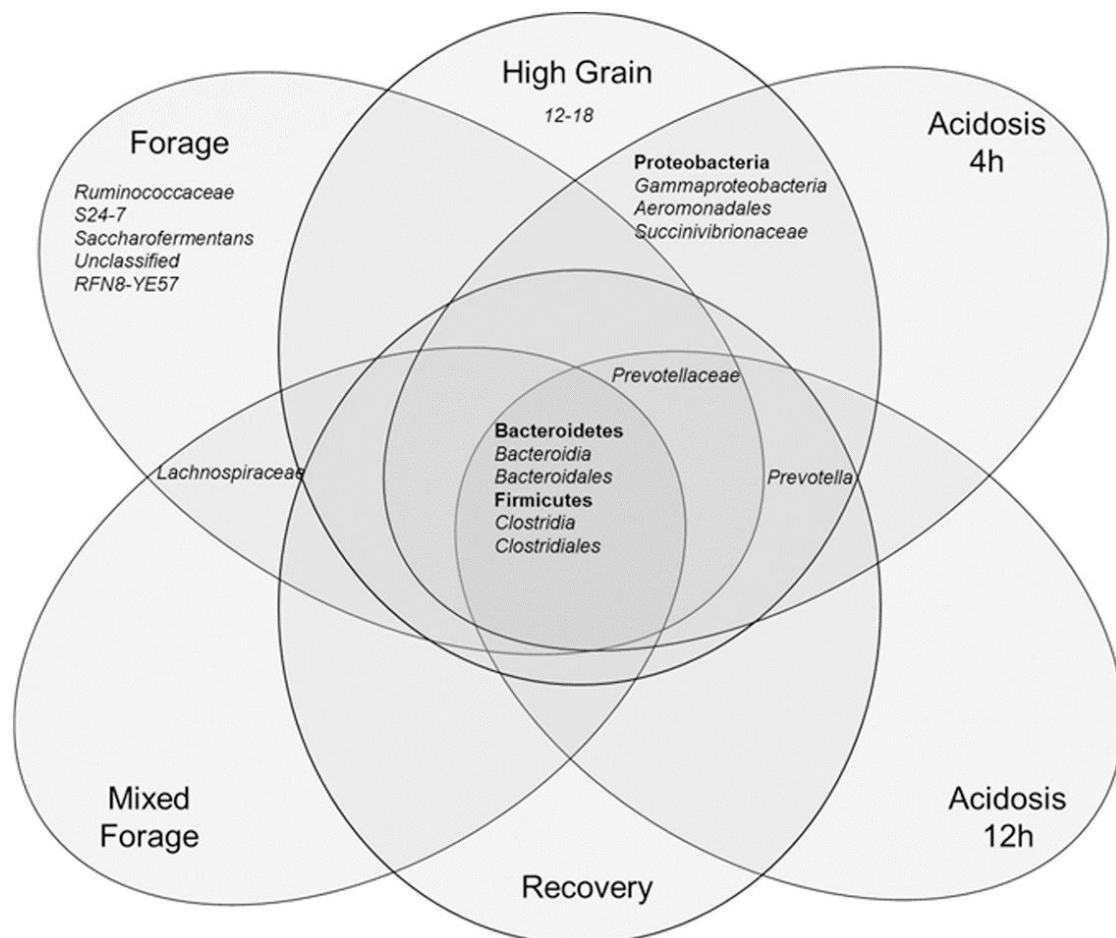 High Grain
12-18
Forage
Ruminococcaceae
S24-7
Saccharofermentans
Unclassified
RFN8-YE57
Acidosis
4h
Proteobacteria
Gammaproteobacteria
Aeromonadales
Succinivibrionaceae
Prevotellaceae
Bacteroidetes
Bacteroidia
Bacteroidales
Firmicutes
Clostridia
Clostridiales
Lachnospiraceae
Prevotella
Mixed
Forage
Recovery
Acidosis
12h